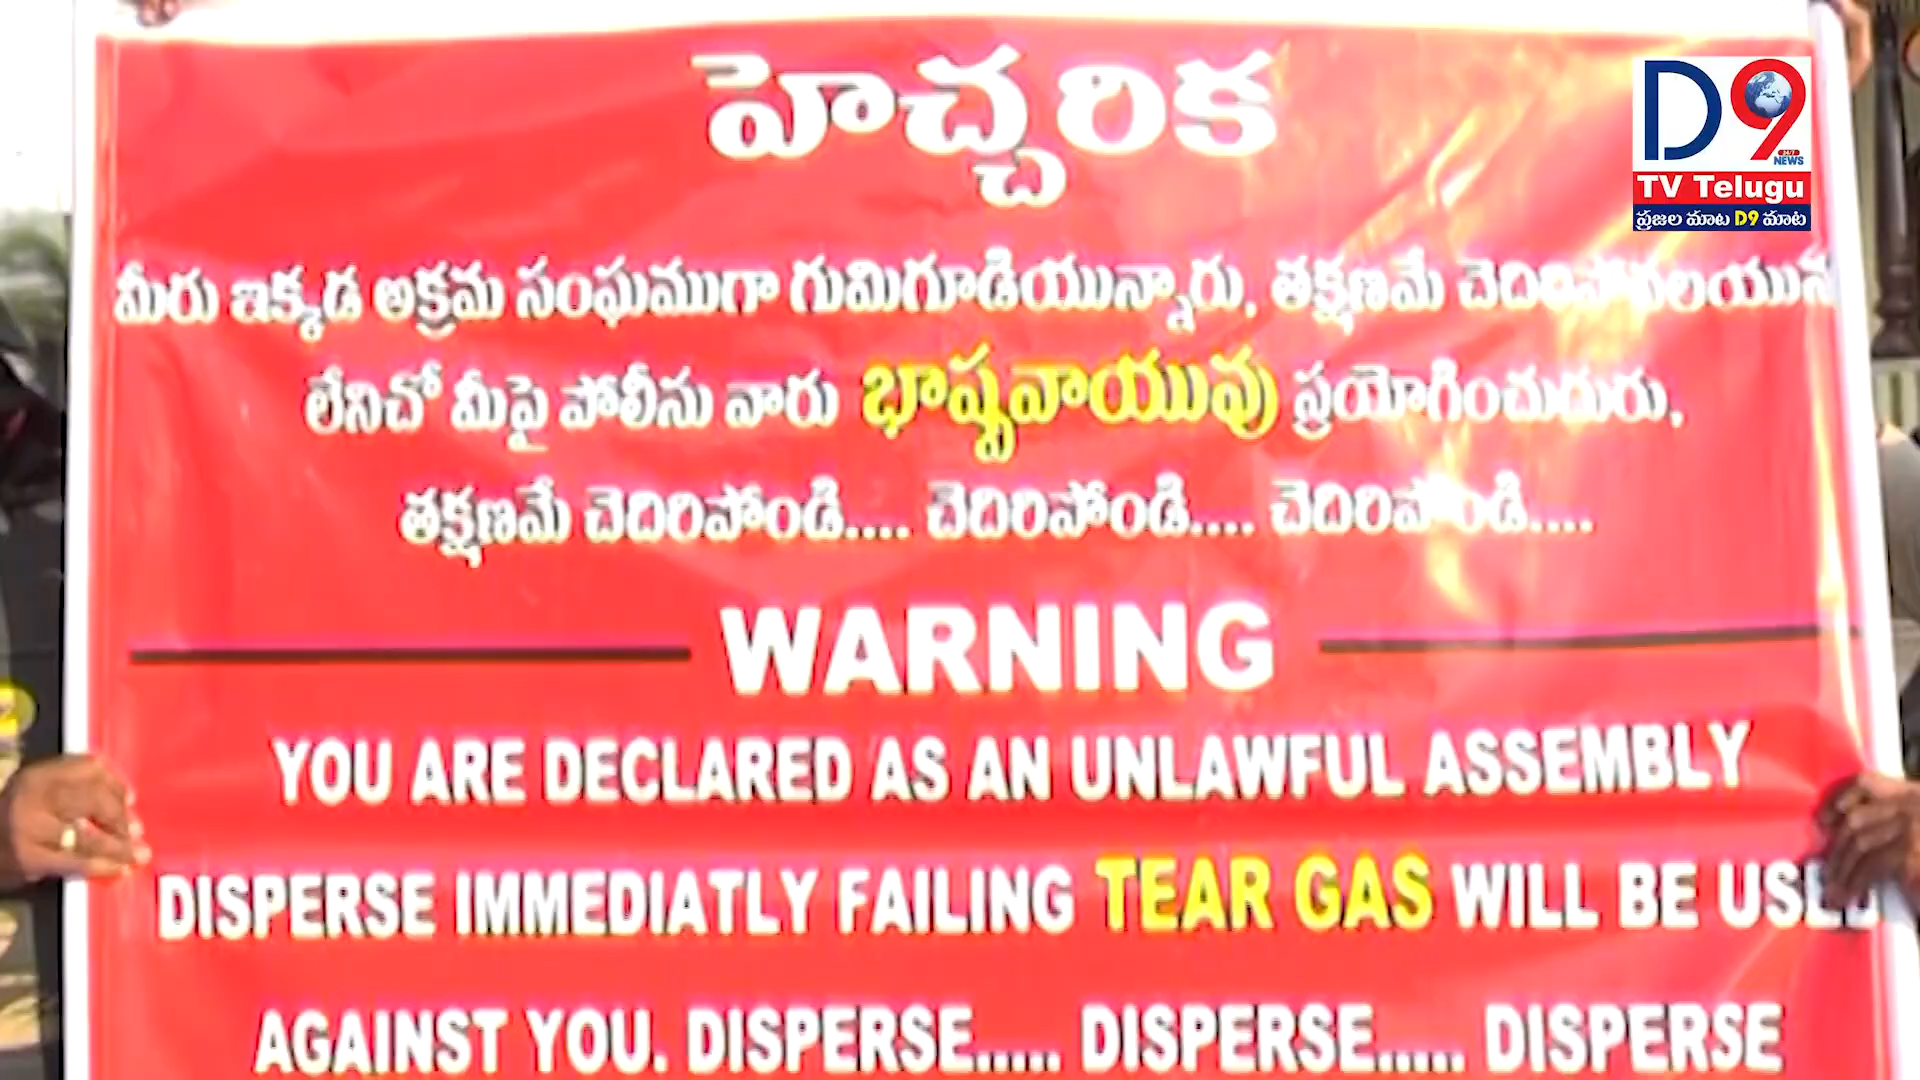 హెచ్చరిక
మీరు ఇక్కడ అక్రమ సంఘముగా గుమిగూడియున్నారు, తక్షణమే
లేనిచో మీపై పోలీసు వారు భాష్పవాయువు ప్రయోగించుదురు,
తక్షణమే చెదిరిపోండి.... చెదిరిపోండి.... చెదిరిపోండి....
WARNING
YOU ARE DECLARED AS AN UNLAWFUL ASSEMBLY
DISPERSE IMMEDIATLY FAILING TEAR GAS WILL BE USED
AGAINST YOU. DISPERSE..... DISPERSE..... DISPERSE
D9
24/7
NEWS
TV Telugu
ప్రజల మాట D9 మాట